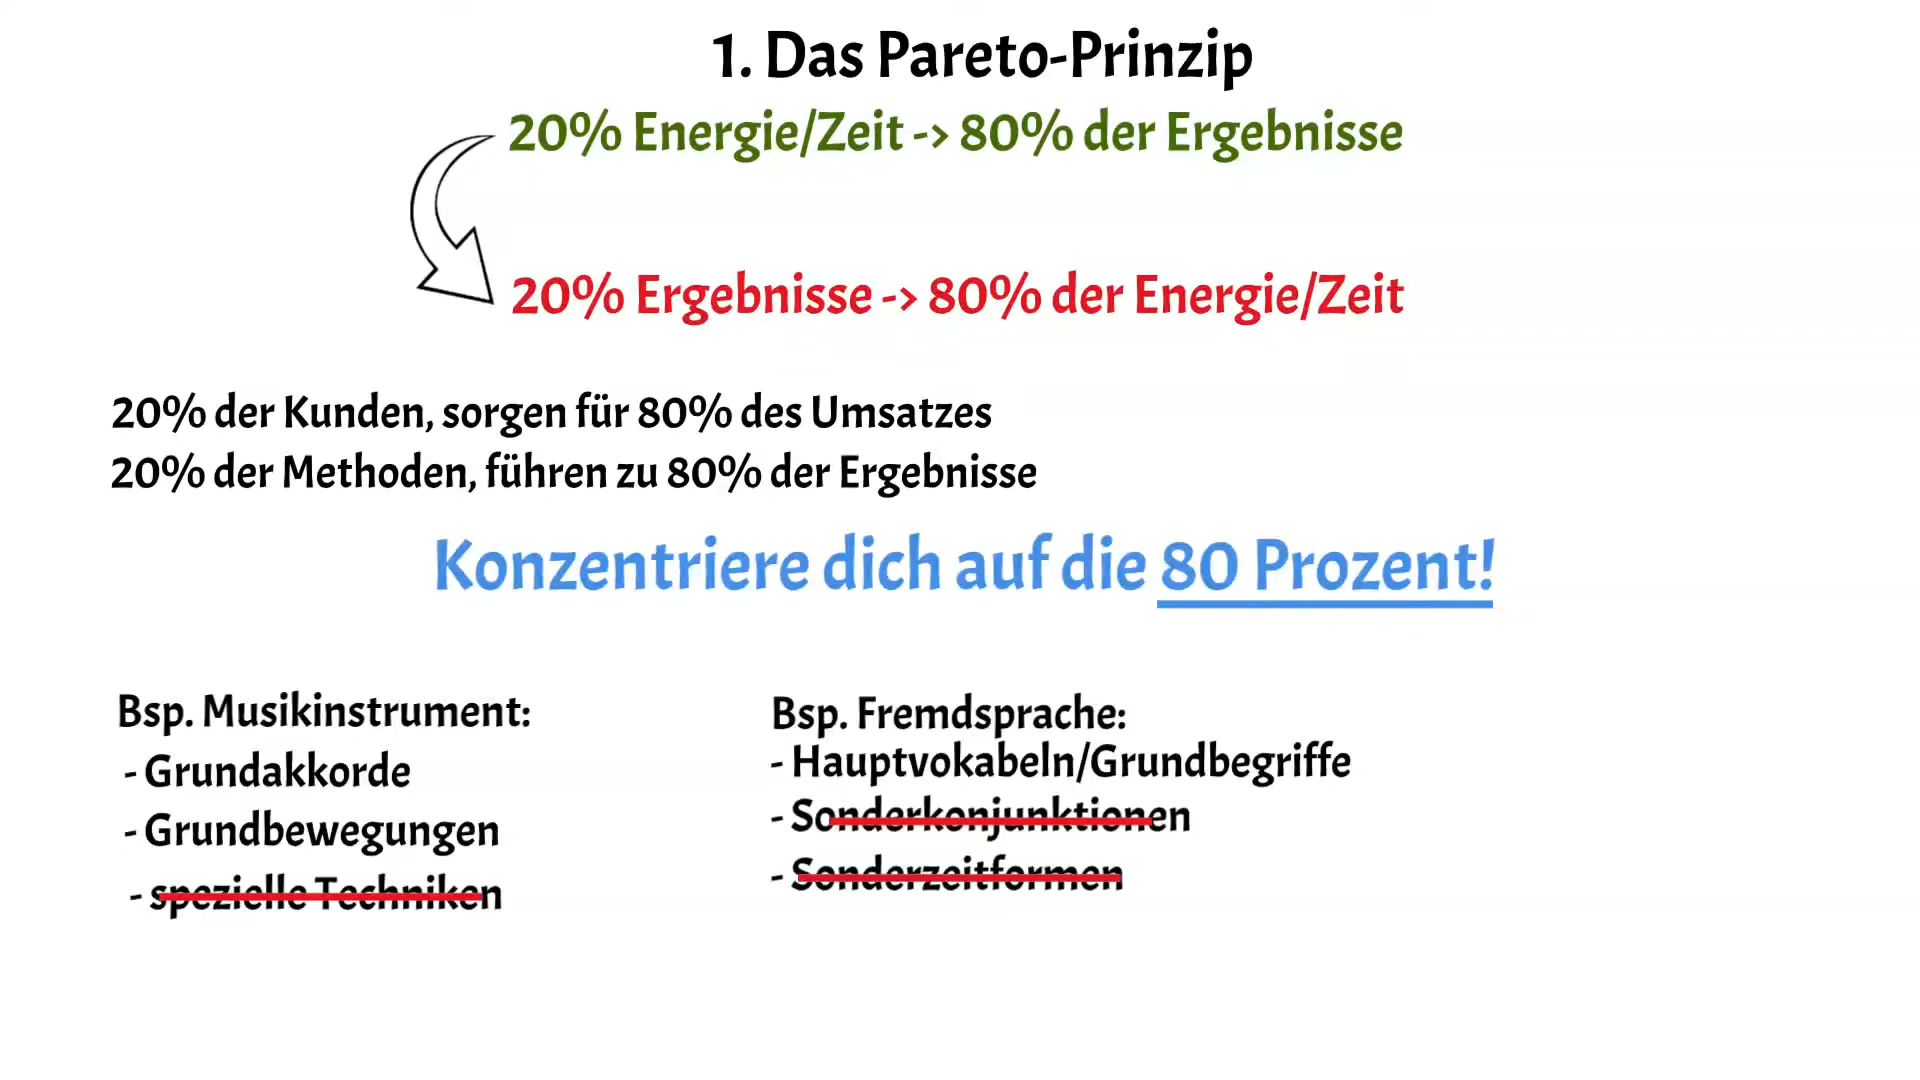 1. Das Pareto-Prinzip
20% Energie/Zeit -> 80% der Ergebnisse
20% Ergebnisse -> 80% der Energie/Zeit
20% der Kunden, sorgen für 80% des Umsatzes
20% der Methoden, führen zu 80% der Ergebnisse
Konzentriere dich auf die 80 Prozent!
Bsp. Musikinstrument:
- Grundakkorde
- Grundbewegungen
- spezielle Techniken
Bsp. Fremdsprache:
- Hauptvokabeln/Grundbegriffe
- Sonderkonjunktionen
- Sonderzeitformen